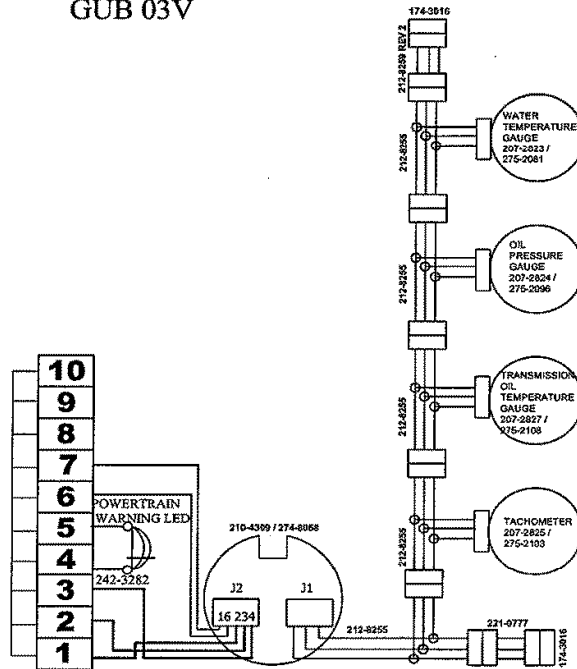 GUB 03V
174-3016
212-8259 REV 2
WATER
TEMPERATURE
GAUGE
207-2823 /
275-2081
212-8255
OIL
PRESSURE
GAUGE
207-2824 /
275-2096
212-8255
TRANSMISSION
OIL
TEMPERATURE
GAUGE
207-2827 /
275-2108
212-8255
TACHOMETER
207-2825 /
275-2103
212-8255
10
9
8
7
6
5
4
3
2
1
POWERTRAIN
WARNING LED
242-3282
210-4309 / 274-8068
J2
J1
16 234
212-8255
221-0777
174-3016